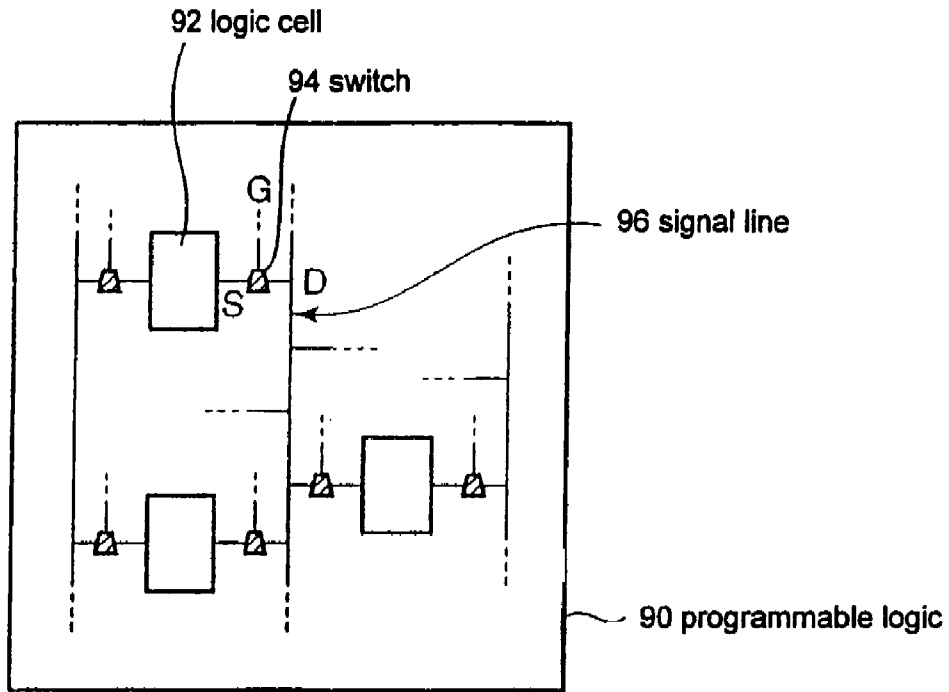 92 logic cell
94 switch
G
96 signal line
D
S
90 programmable logic